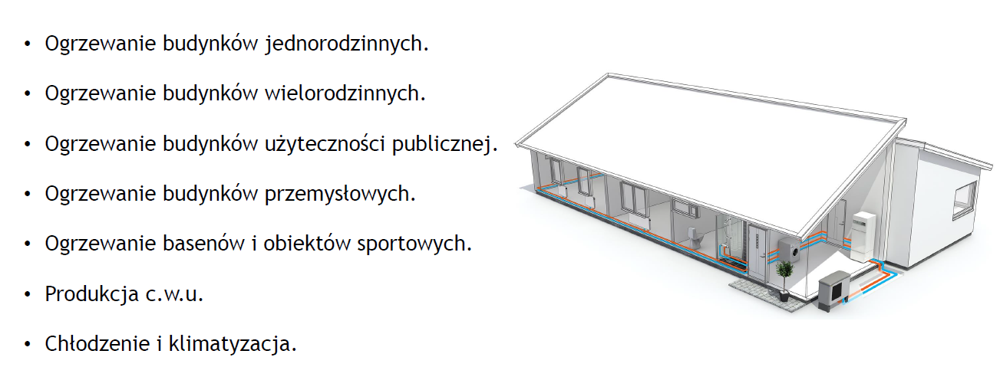 • Ogrzewanie budynków jednorodzinnych.
• Ogrzewanie budynków wielorodzinnych.
• Ogrzewanie budynków użyteczności publicznej.
• Ogrzewanie budynków przemysłowych.
• Ogrzewanie basenów i obiektów sportowych.
• Produkcja c.w.u.
• Chłodzenie i klimatyzacja.